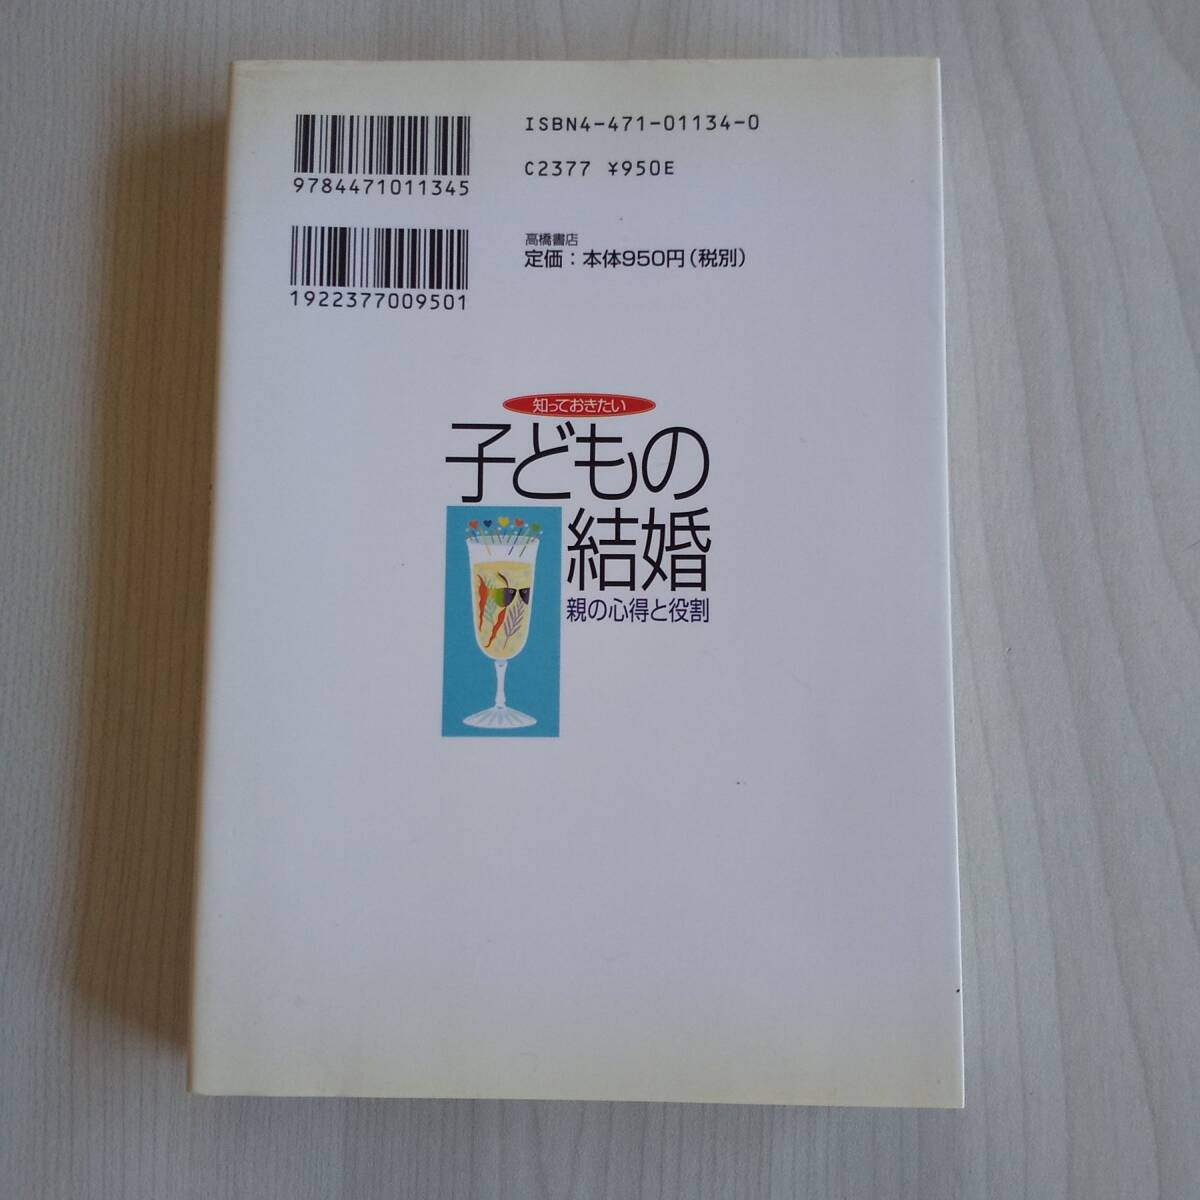 ISBN4-471-01134-0
9784471011345
C2377 ¥950E
1922377009501
高橋書店
定価：本体950円（税別）
知っておきたい
子どもの
結婚
親の心得と役割